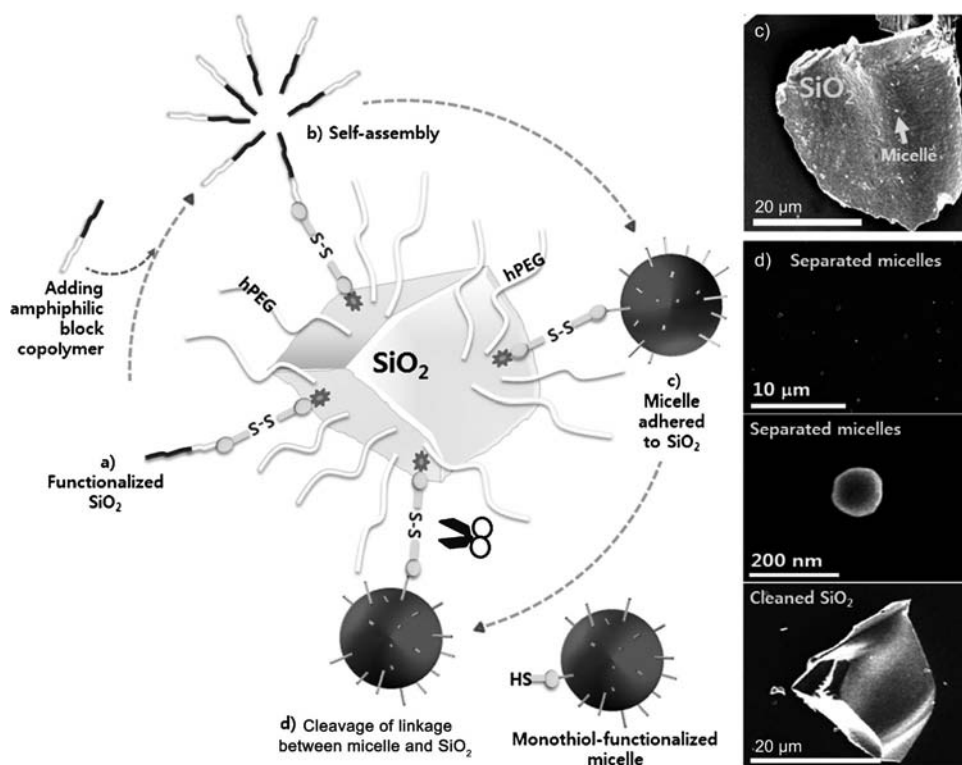 b) Self-assembly
Adding
amphiphilic
block
copolymer
hPEG
S-S
hPEG
S-S
SiO2
S-S
a)
Functionalized
SiO2
c)
Micelle
adhered
to SiO2
S-S
HS
d) Cleavage of linkage
between micelle and SiO2
Monothiol-functionalized
micelle
c)
SiO2
Micelle
20 µm
d)
Separated micelles
10 µm
Separated micelles
200 nm
Cleaned SiO2
20 µm